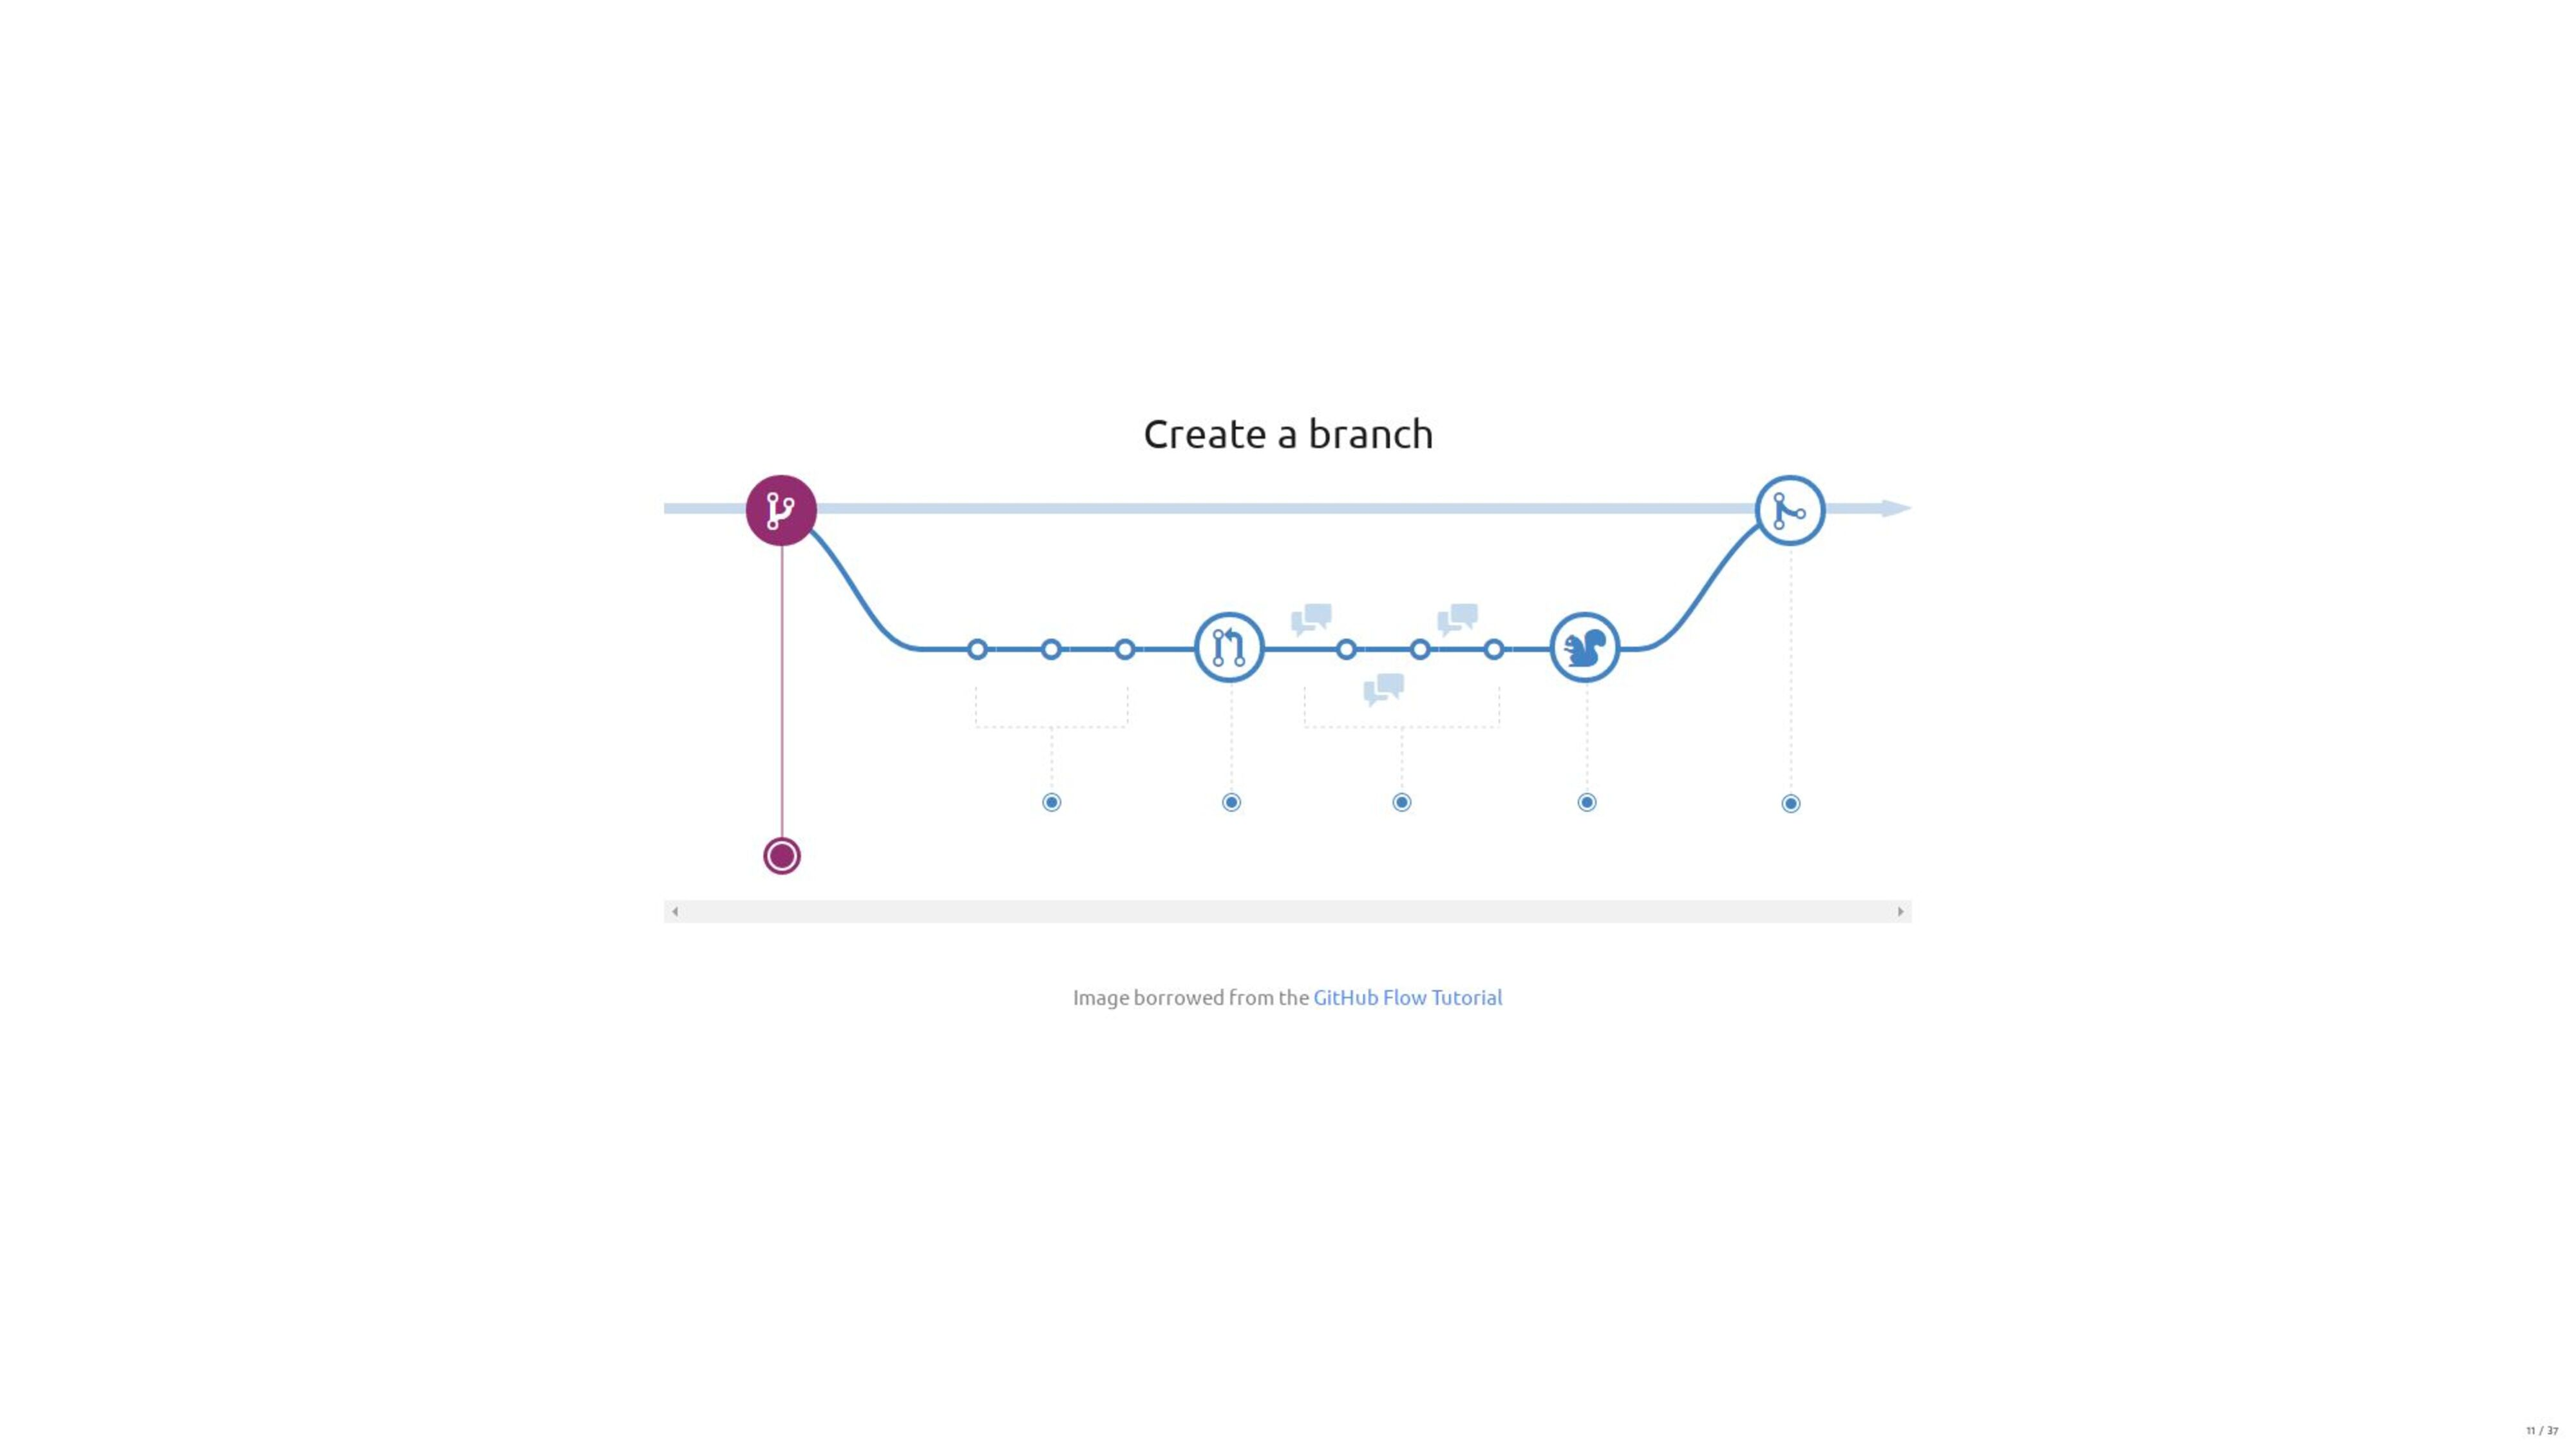 Create a branch
Image borrowed from the GitHub Flow Tutorial
11 / 37